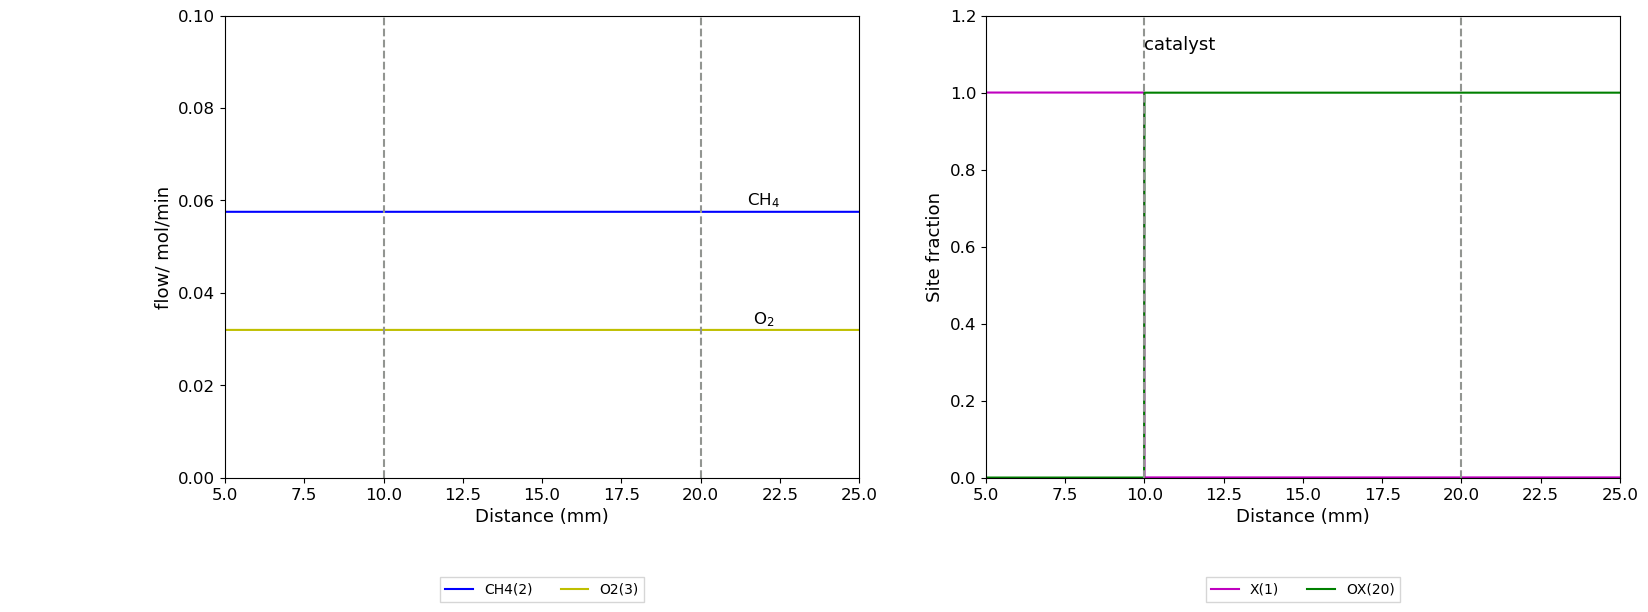 0.10
0.08
0.06
0.04
0.02
0.00
flow/ mol/min
CH4
O2
5.0 7.5 10.0 12.5 15.0 17.5 20.0 22.5 25.0
Distance (mm)
CH4(2) O2(3)
1.2
1.0
0.8
0.6
0.4
0.2
0.0
Site fraction
catalyst
5.0 7.5 10.0 12.5 15.0 17.5 20.0 22.5 25.0
Distance (mm)
X(1) OX(20)